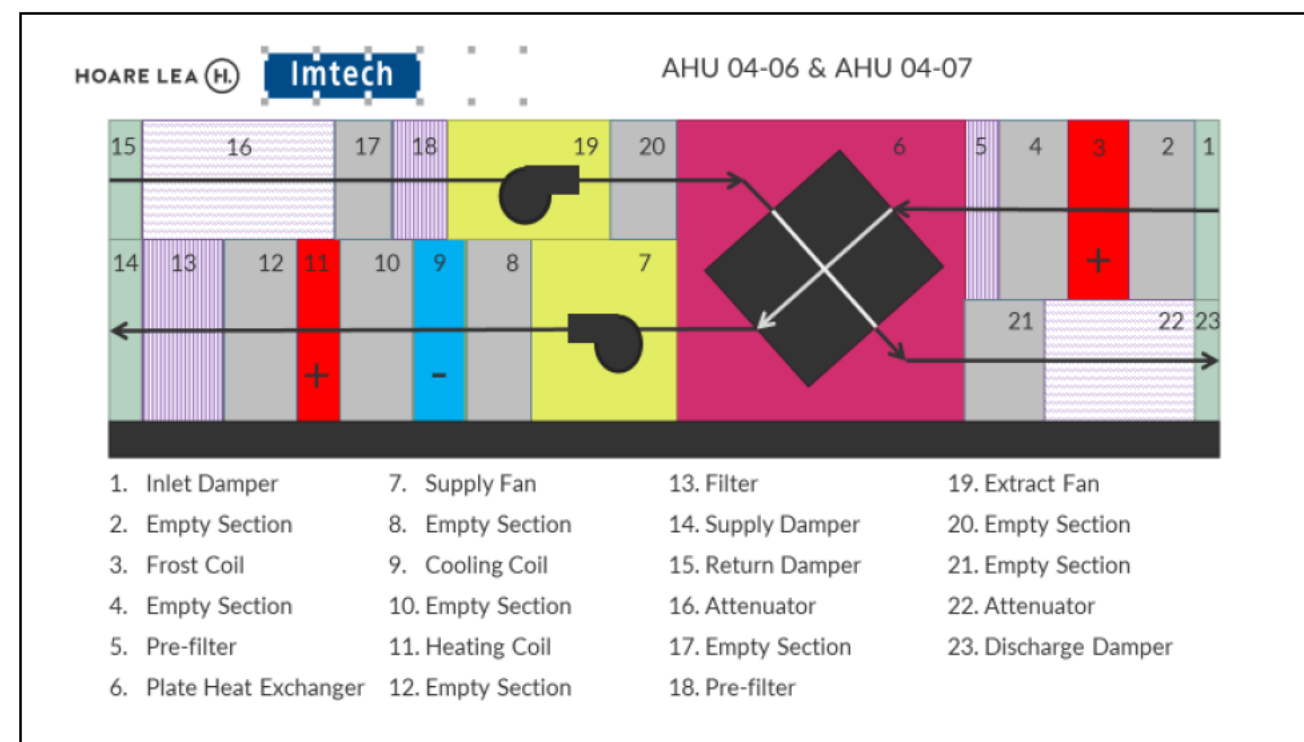 HOARE LEA H. Imtech AHU 04-06 & AHU 04-07
15 16 17 18 19 20 6 5 4 3 2 1
+
14 13 12 11 10 9 8 7
21 22 23
+ -
1. Inlet Damper
2. Empty Section
3. Frost Coil
4. Empty Section
5. Pre-filter
6. Plate Heat Exchanger
7. Supply Fan
8. Empty Section
9. Cooling Coil
10. Empty Section
11. Heating Coil
12. Empty Section
13. Filter
14. Supply Damper
15. Return Damper
16. Attenuator
17. Empty Section
18. Pre-filter
19. Extract Fan
20. Empty Section
21. Empty Section
22. Attenuator
23. Discharge Damper